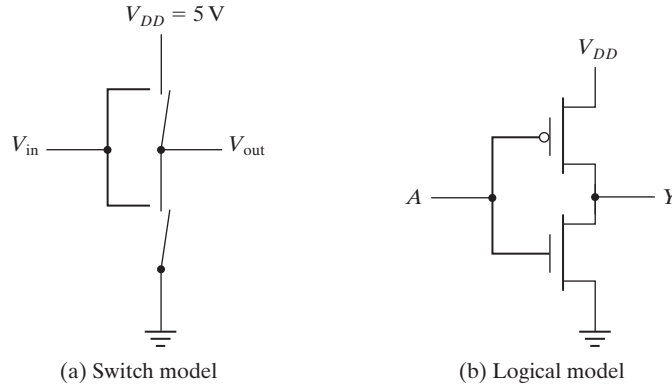 V_DD = 5 V
V_in
V_out
(a) Switch model
V_DD
A
Y
(b) Logical model